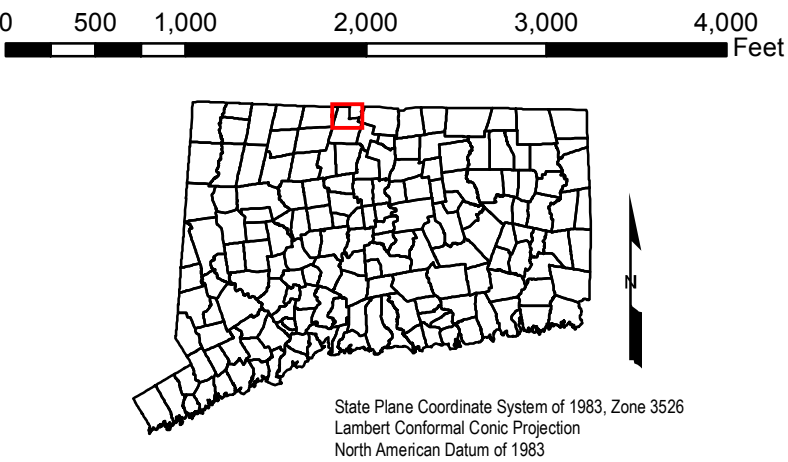 0 500 1,000 2,000 3,000 4,000
Feet
N
State Plane Coordinate System of 1983, Zone 3526
Lambert Conformal Conic Projection
North American Datum of 1983